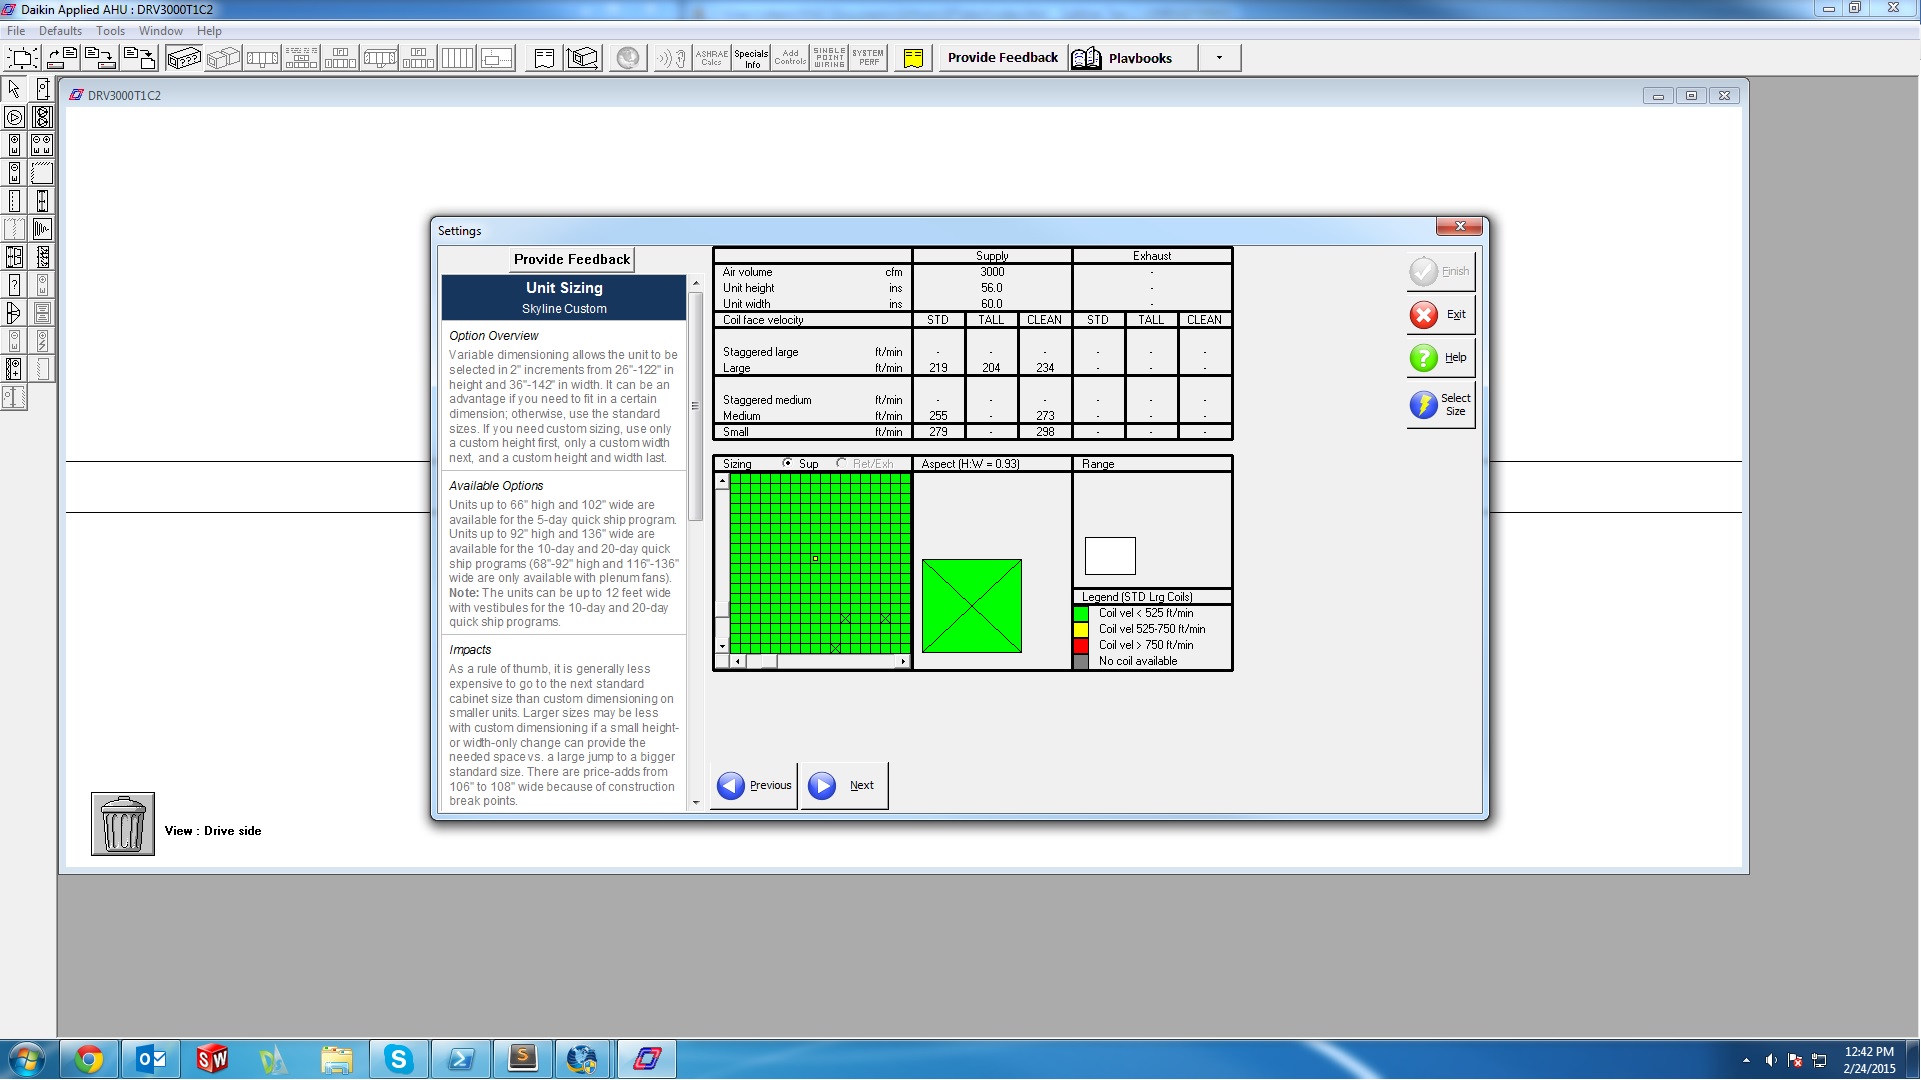 Daikin Applied AHU : DRV3000T1C2
File Defaults Tools Window Help
ASHRAE Calcs
Specials Info
Add Controls
SINGLE POINT WIRING
SYSTEM PERF
Provide Feedback
Playbooks
DRV3000T1C2
Settings
Provide Feedback
Unit Sizing
Skyline Custom
Option Overview
Variable dimensioning allows the unit to be
selected in 2" increments from 26"-122" in
height and 36"-142" in width. It can be an
advantage if you need to fit in a certain
dimension; otherwise, use the standard
sizes. If you need custom sizing, use only
a custom height first, only a custom width
next, and a custom height and width last.
Available Options
Units up to 66" high and 102" wide are
available for the 5-day quick ship program.
Units up to 92" high and 136" wide are
available for the 10-day and 20-day quick
ship programs (68"-92" high and 116"-136"
wide are only available with plenum fans).
Note: The units can be up to 12 feet wide
with vestibules for the 10-day and 20-day
quick ship programs.
Impacts
As a rule of thumb, it is generally less
expensive to go to the next standard
cabinet size than custom dimensioning on
smaller units. Larger sizes may be less
with custom dimensioning if a small height-
or width-only change can provide the
needed space vs. a large jump to a bigger
standard size. There are price-adds from
106" to 108" wide because of construction
break points.
Supply Exhaust
Air volume cfm 3000 -
Unit height ins 56.0 -
Unit width ins 60.0 -
Coil face velocity STD TALL CLEAN STD TALL CLEAN
Staggered large ft/min - - - - - -
Large ft/min 219 204 234 - - -
Staggered medium ft/min - - - - - -
Medium ft/min 255 - 273 - - -
Small ft/min 279 - 298 - - -
Sizing Sup Ret/Exh Aspect (H:W = 0.93) Range
Legend (STD Lrg Coils)
Coil vel < 525 ft/min
Coil vel 525-750 ft/min
Coil vel > 750 ft/min
No coil available
Previous Next
Finish
Exit
Help
Select Size
View : Drive side
12:42 PM
2/24/2015